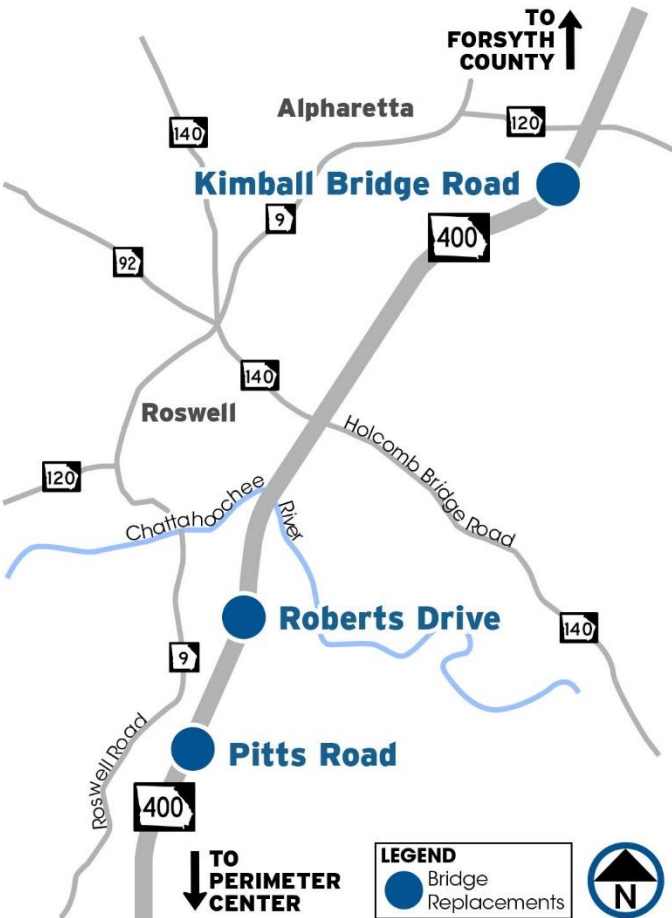 TO
FORSYTH
COUNTY
Alpharetta
140
120
Kimball Bridge Road
9
400
92
140
Roswell
Holcomb Bridge Road
120
Chattahoochee
River
Roberts Drive
140
9
Roswell Road
Pitts Road
400
TO
PERIMETER
CENTER
LEGEND
Bridge
Replacements
N